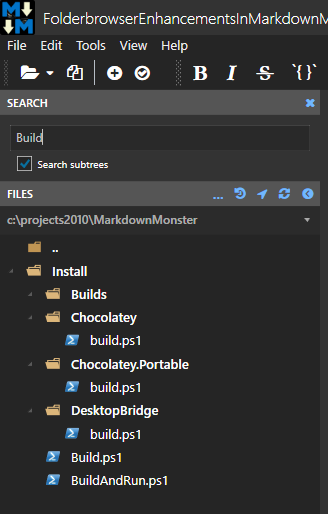 FolderbrowserEnhancementsInMarkdownM
File Edit Tools View Help
B I S `{}`
SEARCH
Build
Search subtrees
FILES ...
c:\projects2010\MarkdownMonster
..
Install
Builds
Chocolatey
build.ps1
Chocolatey.Portable
build.ps1
DesktopBridge
build.ps1
Build.ps1
BuildAndRun.ps1